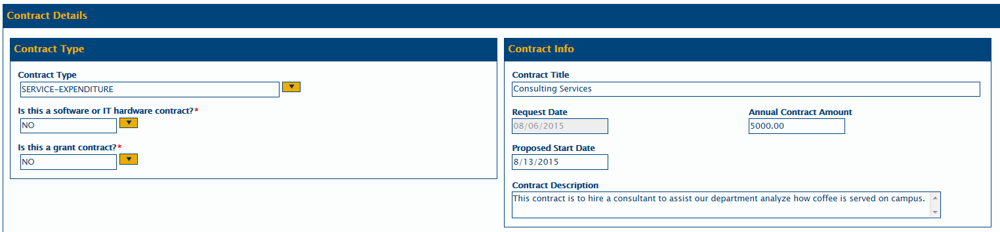 Contract Details
Contract Type
Contract Type
SERVICE-EXPENDITURE
Is this a software or IT hardware contract?*
NO
Is this a grant contract?*
NO
Contract Info
Contract Title
Consulting Services
Request Date
08/06/2015
Annual Contract Amount
5000.00
Proposed Start Date
8/13/2015
Contract Description
This contract is to hire a consultant to assist our department analyze how coffee is served on campus.